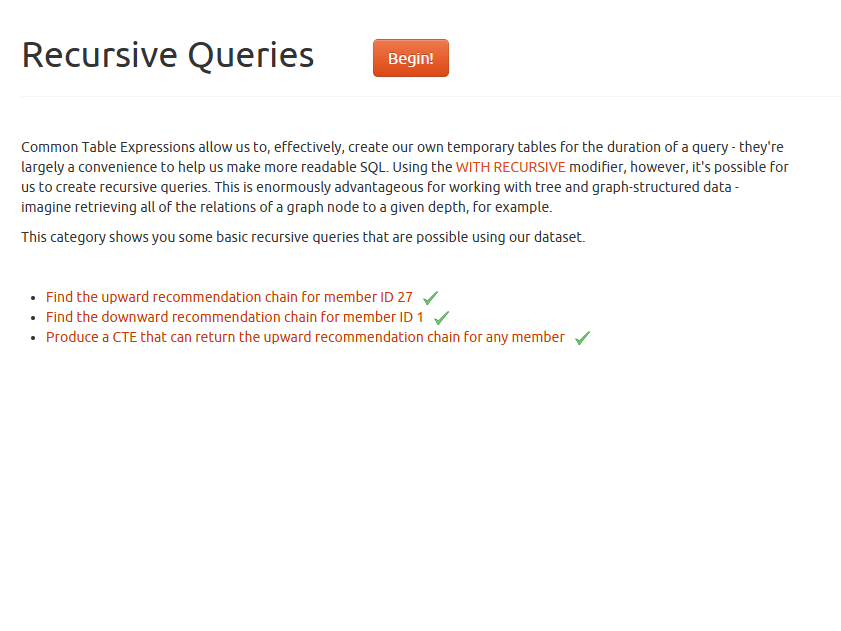 Recursive Queries
Begin!
Common Table Expressions allow us to, effectively, create our own temporary tables for the duration of a query - they're
largely a convenience to help us make more readable SQL. Using the WITH RECURSIVE modifier, however, it's possible for
us to create recursive queries. This is enormously advantageous for working with tree and graph-structured data -
imagine retrieving all of the relations of a graph node to a given depth, for example.
This category shows you some basic recursive queries that are possible using our dataset.
• Find the upward recommendation chain for member ID 27
• Find the downward recommendation chain for member ID 1
• Produce a CTE that can return the upward recommendation chain for any member